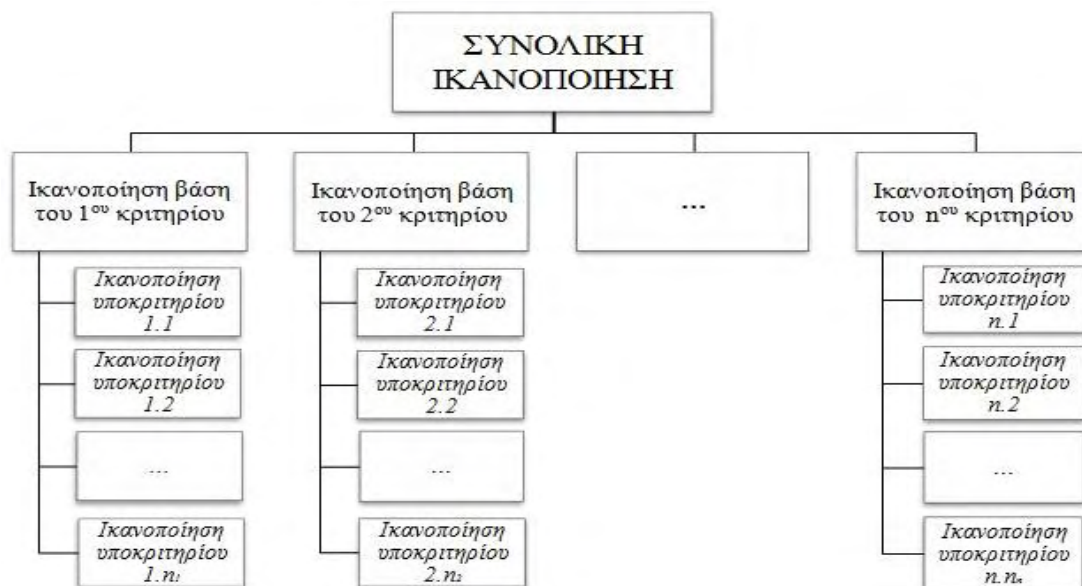 ΣΥΝΟΛΙΚΗ
ΙΚΑΝΟΠΟΙΗΣΗ
Ικανοποίηση βάση
του 1ου κριτηρίου
Ικανοποίηση
υποκριτηρίου
1.1
Ικανοποίηση
υποκριτηρίου
1.2
...
Ικανοποίηση
υποκριτηρίου
1.n₁
Ικανοποίηση βάση
του 2ου κριτηρίου
Ικανοποίηση
υποκριτηρίου
2.1
Ικανοποίηση
υποκριτηρίου
2.2
...
Ικανοποίηση
υποκριτηρίου
2.n₂
...
Ικανοποίηση βάση
του nου κριτηρίου
Ικανοποίηση
υποκριτηρίου
n.1
Ικανοποίηση
υποκριτηρίου
n.2
...
Ικανοποίηση
υποκριτηρίου
n.nₙ